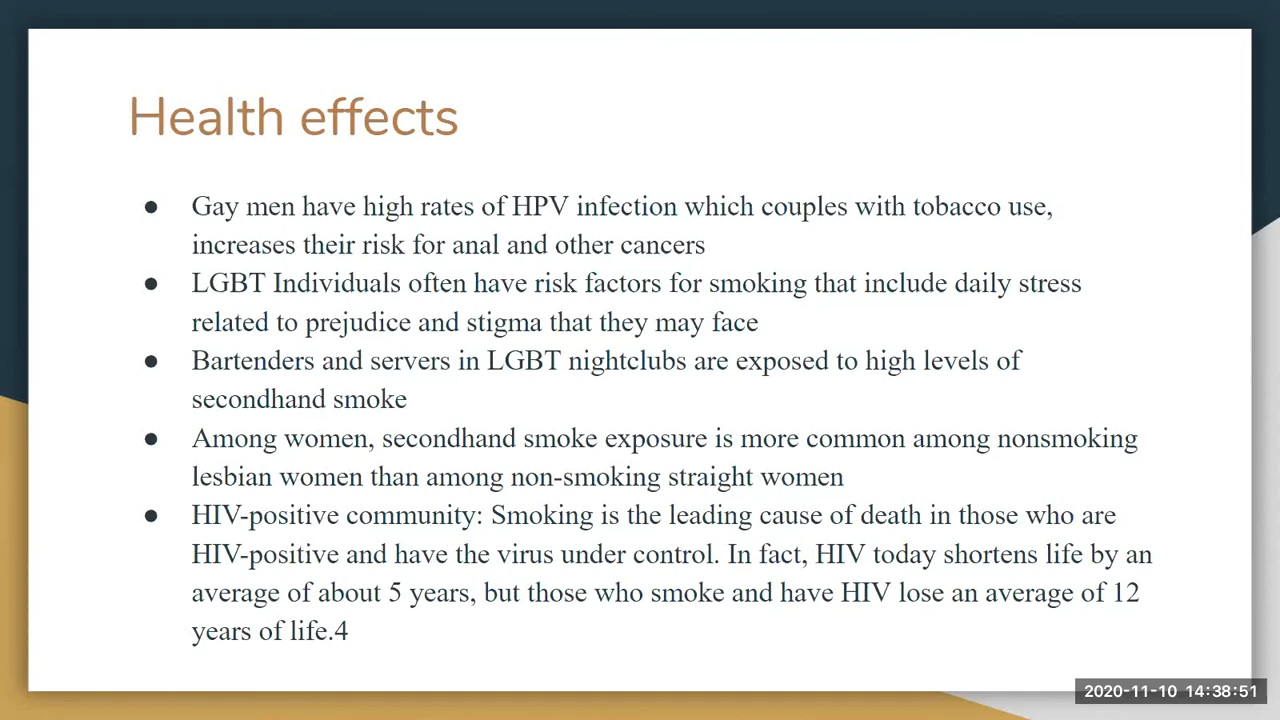 Health effects
● Gay men have high rates of HPV infection which couples with tobacco use,
increases their risk for anal and other cancers
● LGBT Individuals often have risk factors for smoking that include daily stress
related to prejudice and stigma that they may face
● Bartenders and servers in LGBT nightclubs are exposed to high levels of
secondhand smoke
● Among women, secondhand smoke exposure is more common among nonsmoking
lesbian women than among non-smoking straight women
● HIV-positive community: Smoking is the leading cause of death in those who are
HIV-positive and have the virus under control. In fact, HIV today shortens life by an
average of about 5 years, but those who smoke and have HIV lose an average of 12
years of life.4
2020-11-10 14:38:51